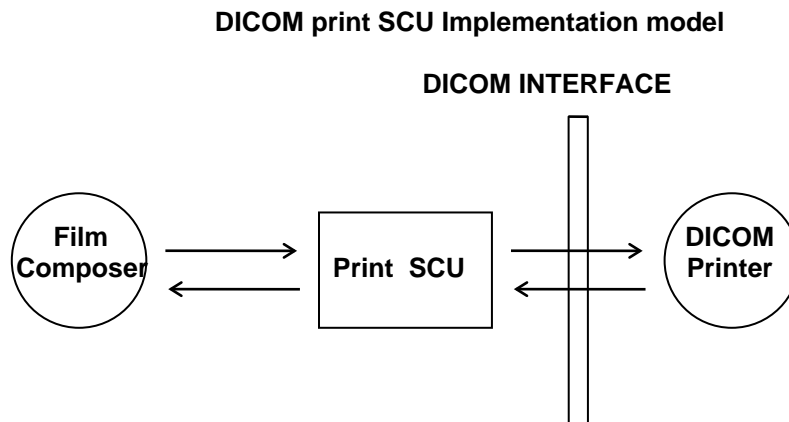 DICOM print SCU Implementation model
DICOM INTERFACE
Film
Composer
Print SCU
DICOM
Printer